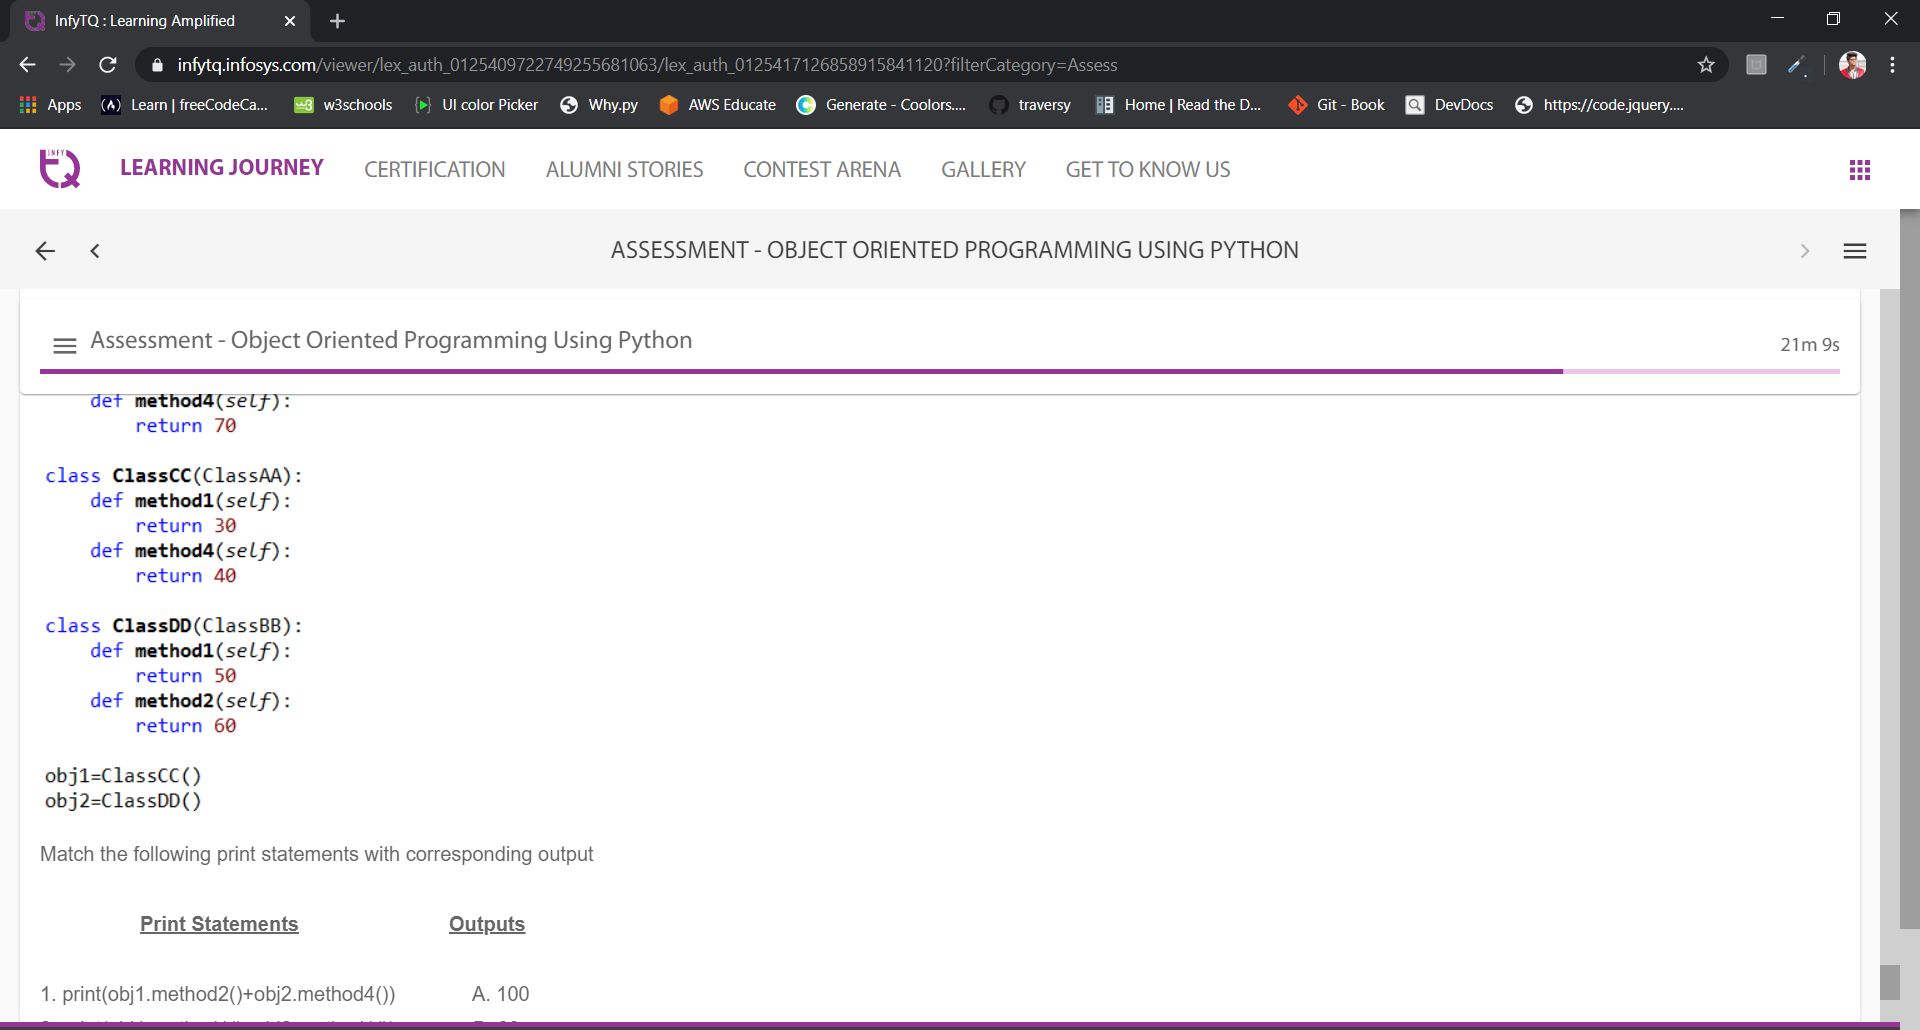 InfyTQ : Learning Amplified
infytq.infosys.com/viewer/lex_auth_0125409722749255681063/lex_auth_0125417126858915841120?filterCategory=Assess
Apps Learn | freeCodeCa... w3schools UI color Picker Why.py AWS Educate Generate - Coolors.... traversy Home | Read the D... Git - Book DevDocs https://code.jquery....
INFY TQ LEARNING JOURNEY CERTIFICATION ALUMNI STORIES CONTEST ARENA GALLERY GET TO KNOW US
ASSESSMENT - OBJECT ORIENTED PROGRAMMING USING PYTHON
Assessment - Object Oriented Programming Using Python 21m 9s
def method4(self):
return 70
class ClassCC(ClassAA):
def method1(self):
return 30
def method4(self):
return 40
class ClassDD(ClassBB):
def method1(self):
return 50
def method2(self):
return 60
obj1=ClassCC()
obj2=ClassDD()
Match the following print statements with corresponding output
Print Statements Outputs
1. print(obj1.method2()+obj2.method4()) A. 100